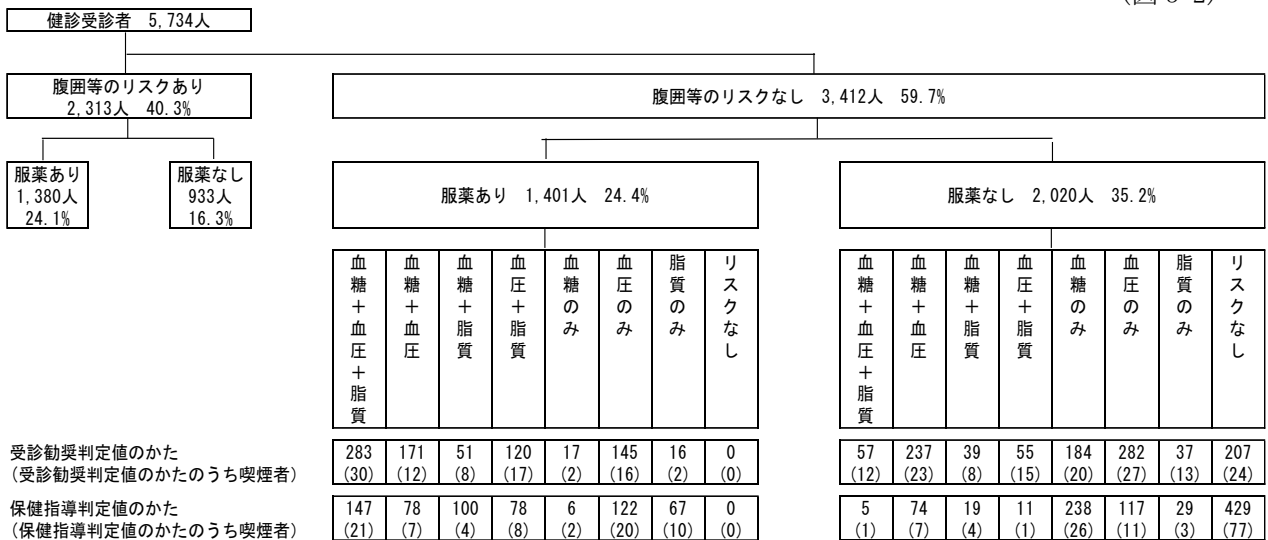 健診受診者 5,734人
腹囲等のリスクあり
2,313人 40.3%
腹囲等のリスクなし 3,412人 59.7%
服薬あり
1,380人
24.1%
服薬なし
933人
16.3%
服薬あり 1,401人 24.4%
服薬なし 2,020人 35.2%
血糖+血圧+脂質
血糖+血圧
血糖+脂質
血圧+脂質
血糖のみ
血圧のみ
脂質のみ
リスクなし
血糖+血圧+脂質
血糖+血圧
血糖+脂質
血圧+脂質
血糖のみ
血圧のみ
脂質のみ
リスクなし
受診勧奨判定値のかた 283 171 51 120 17 145 16 0 57 237 39 55 184 282 37 207
(受診勧奨判定値のかたのうち喫煙者) (30) (12) (8) (17) (2) (16) (2) (0) (12) (23) (8) (15) (20) (27) (13) (24)
保健指導判定値のかた 147 78 100 78 6 122 67 0 5 74 19 11 238 117 29 429
(保健指導判定値のかたのうち喫煙者) (21) (7) (4) (8) (2) (20) (10) (0) (1) (7) (4) (1) (26) (11) (3) (77)